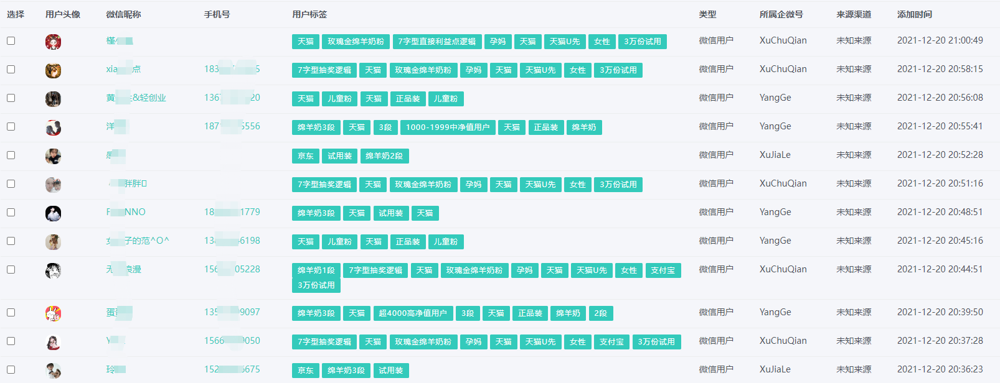 选择 用户头像 微信昵称 手机号 用户标签 类型 所属企微号 来源渠道 添加时间
槿 天猫 玫瑰金绵羊奶粉 7字型直接利益点逻辑 孕妈 天猫 天猫U先 女性 3万份试用 微信用户 XuChuQian 未知来源 2021-12-20 21:00:49
xia 点 183 5 7字型抽奖逻辑 天猫 玫瑰金绵羊奶粉 孕妈 天猫 天猫U先 女性 3万份试用 微信用户 XuChuQian 未知来源 2021-12-20 20:58:15
黄 &轻创业 136 20 天猫 儿童粉 天猫 正品装 儿童粉 微信用户 YangGe 未知来源 2021-12-20 20:56:08
洋 187 5556 绵羊奶3段 天猫 3段 1000-1999中净值用户 天猫 正品装 绵羊奶 微信用户 YangGe 未知来源 2021-12-20 20:55:41
京东 试用装 绵羊奶2段 微信用户 XuJiaLe 未知来源 2021-12-20 20:52:28
胖胖 7字型抽奖逻辑 天猫 玫瑰金绵羊奶粉 孕妈 天猫 天猫U先 女性 3万份试用 微信用户 XuChuQian 未知来源 2021-12-20 20:51:16
F NNO 18 1779 绵羊奶3段 天猫 试用装 天猫 微信用户 YangGe 未知来源 2021-12-20 20:48:51
女 子的范^O^ 13 6198 天猫 儿童粉 天猫 正品装 儿童粉 微信用户 YangGe 未知来源 2021-12-20 20:45:16
无 浪漫 156 05228 绵羊奶1段 7字型抽奖逻辑 天猫 玫瑰金绵羊奶粉 孕妈 天猫 天猫U先 女性 支付宝 微信用户 XuChuQian 未知来源 2021-12-20 20:44:51
3万份试用
蛋 135 9097 绵羊奶3段 天猫 超4000高净值用户 3段 天猫 正品装 绵羊奶 2段 微信用户 YangGe 未知来源 2021-12-20 20:39:50
Y 1566 9050 7字型抽奖逻辑 天猫 玫瑰金绵羊奶粉 孕妈 天猫 天猫U先 女性 支付宝 3万份试用 微信用户 XuChuQian 未知来源 2021-12-20 20:37:28
玲 152 6675 京东 绵羊奶3段 试用装 微信用户 XuJiaLe 未知来源 2021-12-20 20:36:23